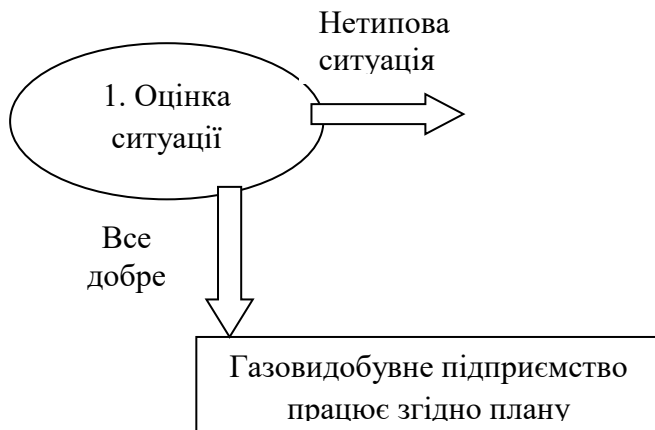 Нетипова
ситуація
1. Оцінка
ситуації
Все
добре
Газовидобувне підприємство
працює згідно плану